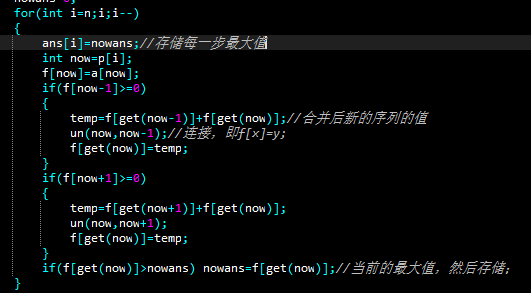 for(int i=n;i;i--)
{
ans[i]=nowans;//存储每一步最大值
int now=p[i];
f[now]=a[now];
if(f[now-1]>=0)
{
temp=f[get(now-1)]+f[get(now)];//合并后新的序列的值
un(now,now-1);//连接，即f[x]=y;
f[get(now)]=temp;
}
if(f[now+1]>=0)
{
temp=f[get(now+1)]+f[get(now)];
un(now,now+1);
f[get(now)]=temp;
}
if(f[get(now)]>nowans) nowans=f[get(now)];//当前的最大值，然后存储;
}